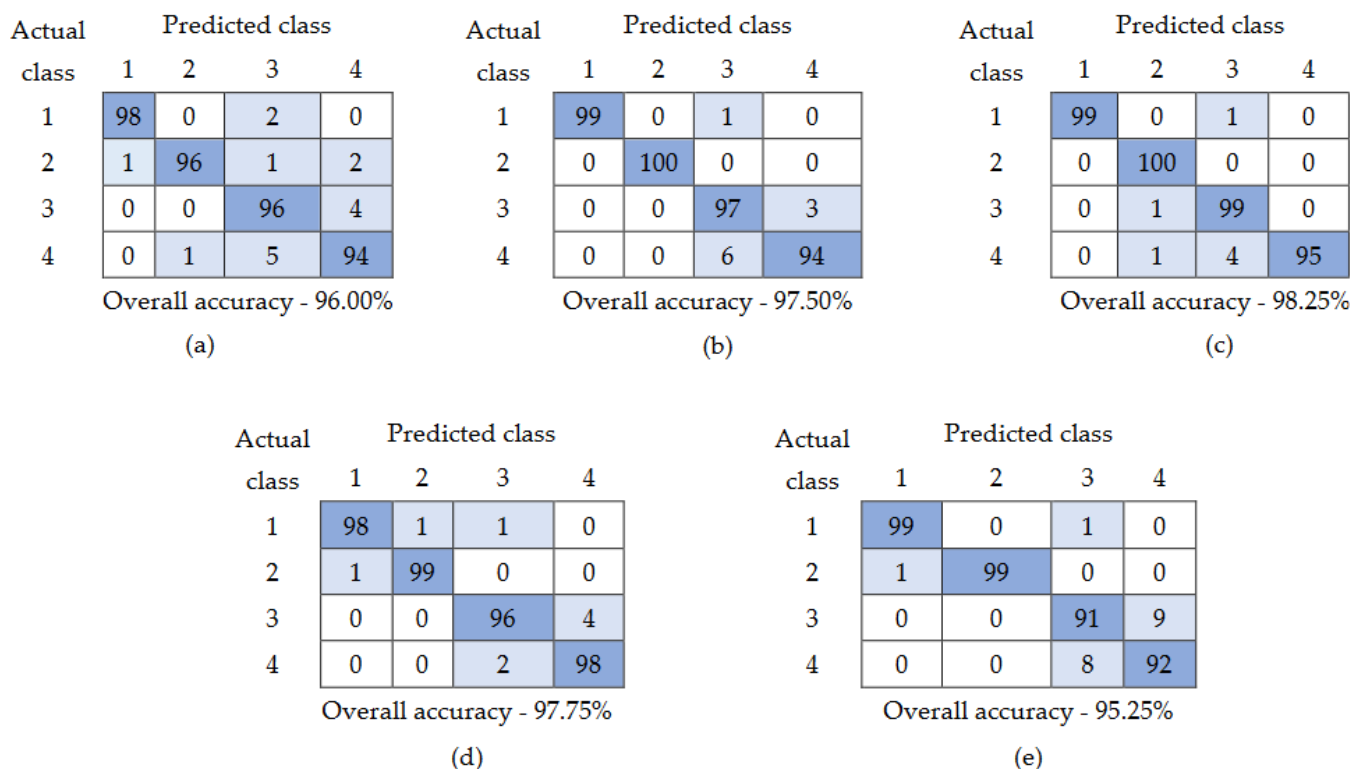 Actual Predicted class
class 1 2 3 4
1 98 0 2 0
2 1 96 1 2
3 0 0 96 4
4 0 1 5 94
Overall accuracy - 96.00%
(a)
Actual Predicted class
class 1 2 3 4
1 99 0 1 0
2 0 100 0 0
3 0 0 97 3
4 0 0 6 94
Overall accuracy - 97.50%
(b)
Actual Predicted class
class 1 2 3 4
1 99 0 1 0
2 0 100 0 0
3 0 1 99 0
4 0 1 4 95
Overall accuracy - 98.25%
(c)
Actual Predicted class
class 1 2 3 4
1 98 1 1 0
2 1 99 0 0
3 0 0 96 4
4 0 0 2 98
Overall accuracy - 97.75%
(d)
Actual Predicted class
class 1 2 3 4
1 99 0 1 0
2 1 99 0 0
3 0 0 91 9
4 0 0 8 92
Overall accuracy - 95.25%
(e)